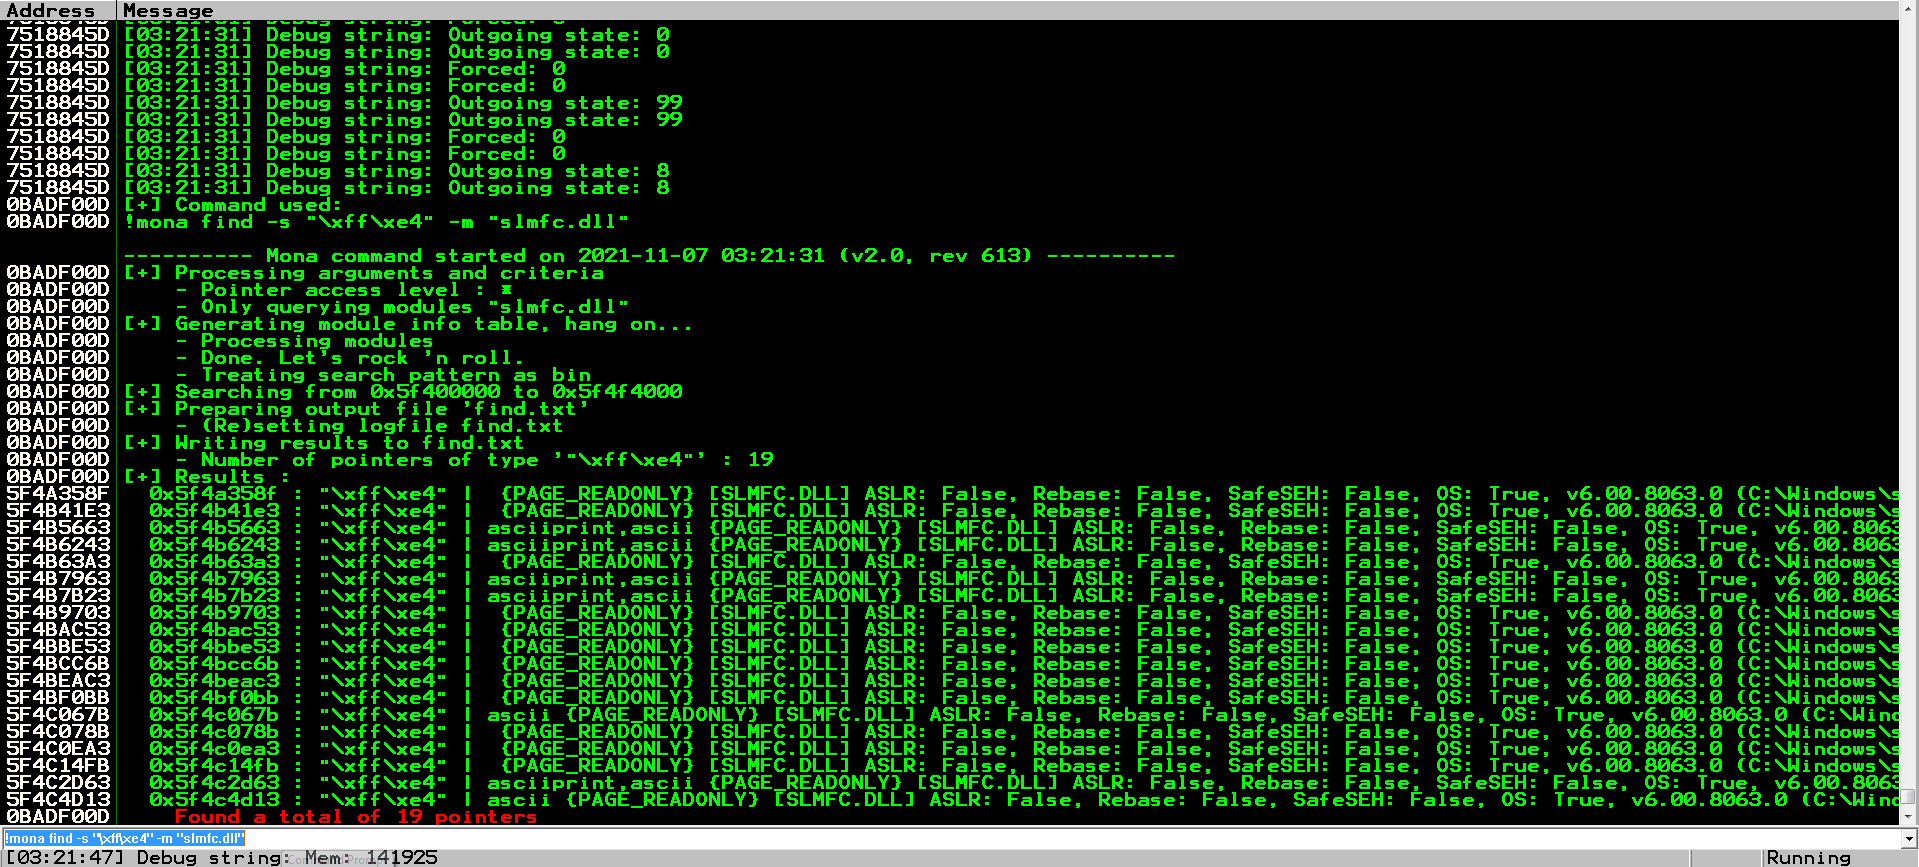 Address Message
7518845D [03:21:31] Debug string: Forced: 0
7518845D [03:21:31] Debug string: Outgoing state: 0
7518845D [03:21:31] Debug string: Outgoing state: 0
7518845D [03:21:31] Debug string: Forced: 0
7518845D [03:21:31] Debug string: Forced: 0
7518845D [03:21:31] Debug string: Outgoing state: 99
7518845D [03:21:31] Debug string: Outgoing state: 99
7518845D [03:21:31] Debug string: Forced: 0
7518845D [03:21:31] Debug string: Forced: 0
7518845D [03:21:31] Debug string: Outgoing state: 8
7518845D [03:21:31] Debug string: Outgoing state: 8
0BADF00D [+] Command used:
0BADF00D !mona find -s "\xff\xe4" -m "slmfc.dll"
---------- Mona command started on 2021-11-07 03:21:31 (v2.0, rev 613) ----------
0BADF00D [+] Processing arguments and criteria
0BADF00D - Pointer access level : *
0BADF00D - Only querying modules "slmfc.dll"
0BADF00D [+] Generating module info table, hang on...
0BADF00D - Processing modules
0BADF00D - Done. Let's rock 'n roll.
0BADF00D - Treating search pattern as bin
0BADF00D [+] Searching from 0x5f400000 to 0x5f4f4000
0BADF00D [+] Preparing output file 'find.txt'
0BADF00D - (Re)setting logfile find.txt
0BADF00D [+] Writing results to find.txt
0BADF00D - Number of pointers of type '"\xff\xe4"' : 19
0BADF00D [+] Results :
5F4A358F 0x5f4a358f : "\xff\xe4" | {PAGE_READONLY} [SLMFC.DLL] ASLR: False, Rebase: False, SafeSEH: False, OS: True, v6.00.8063.0 (C:\Windows\s
5F4B41E3 0x5f4b41e3 : "\xff\xe4" | {PAGE_READONLY} [SLMFC.DLL] ASLR: False, Rebase: False, SafeSEH: False, OS: True, v6.00.8063.0 (C:\Windows\s
5F4B5663 0x5f4b5663 : "\xff\xe4" | asciiprint,ascii {PAGE_READONLY} [SLMFC.DLL] ASLR: False, Rebase: False, SafeSEH: False, OS: True, v6.00.8063
5F4B6243 0x5f4b6243 : "\xff\xe4" | asciiprint,ascii {PAGE_READONLY} [SLMFC.DLL] ASLR: False, Rebase: False, SafeSEH: False, OS: True, v6.00.8063
5F4B63A3 0x5f4b63a3 : "\xff\xe4" | {PAGE_READONLY} [SLMFC.DLL] ASLR: False, Rebase: False, SafeSEH: False, OS: True, v6.00.8063.0 (C:\Windows\s
5F4B7963 0x5f4b7963 : "\xff\xe4" | asciiprint,ascii {PAGE_READONLY} [SLMFC.DLL] ASLR: False, Rebase: False, SafeSEH: False, OS: True, v6.00.8063
5F4B7B23 0x5f4b7b23 : "\xff\xe4" | asciiprint,ascii {PAGE_READONLY} [SLMFC.DLL] ASLR: False, Rebase: False, SafeSEH: False, OS: True, v6.00.8063
5F4B9703 0x5f4b9703 : "\xff\xe4" | {PAGE_READONLY} [SLMFC.DLL] ASLR: False, Rebase: False, SafeSEH: False, OS: True, v6.00.8063.0 (C:\Windows\s
5F4BAC53 0x5f4bac53 : "\xff\xe4" | {PAGE_READONLY} [SLMFC.DLL] ASLR: False, Rebase: False, SafeSEH: False, OS: True, v6.00.8063.0 (C:\Windows\s
5F4BBE53 0x5f4bbe53 : "\xff\xe4" | {PAGE_READONLY} [SLMFC.DLL] ASLR: False, Rebase: False, SafeSEH: False, OS: True, v6.00.8063.0 (C:\Windows\s
5F4BCC6B 0x5f4bcc6b : "\xff\xe4" | {PAGE_READONLY} [SLMFC.DLL] ASLR: False, Rebase: False, SafeSEH: False, OS: True, v6.00.8063.0 (C:\Windows\s
5F4BEAC3 0x5f4beac3 : "\xff\xe4" | {PAGE_READONLY} [SLMFC.DLL] ASLR: False, Rebase: False, SafeSEH: False, OS: True, v6.00.8063.0 (C:\Windows\s
5F4BF0BB 0x5f4bf0bb : "\xff\xe4" | {PAGE_READONLY} [SLMFC.DLL] ASLR: False, Rebase: False, SafeSEH: False, OS: True, v6.00.8063.0 (C:\Windows\s
5F4C067B 0x5f4c067b : "\xff\xe4" | ascii {PAGE_READONLY} [SLMFC.DLL] ASLR: False, Rebase: False, SafeSEH: False, OS: True, v6.00.8063.0 (C:\Wind
5F4C078B 0x5f4c078b : "\xff\xe4" | {PAGE_READONLY} [SLMFC.DLL] ASLR: False, Rebase: False, SafeSEH: False, OS: True, v6.00.8063.0 (C:\Windows\s
5F4C0EA3 0x5f4c0ea3 : "\xff\xe4" | {PAGE_READONLY} [SLMFC.DLL] ASLR: False, Rebase: False, SafeSEH: False, OS: True, v6.00.8063.0 (C:\Windows\s
5F4C14FB 0x5f4c14fb : "\xff\xe4" | {PAGE_READONLY} [SLMFC.DLL] ASLR: False, Rebase: False, SafeSEH: False, OS: True, v6.00.8063.0 (C:\Windows\s
5F4C2D63 0x5f4c2d63 : "\xff\xe4" | asciiprint,ascii {PAGE_READONLY} [SLMFC.DLL] ASLR: False, Rebase: False, SafeSEH: False, OS: True, v6.00.8063
5F4C4D13 0x5f4c4d13 : "\xff\xe4" | ascii {PAGE_READONLY} [SLMFC.DLL] ASLR: False, Rebase: False, SafeSEH: False, OS: True, v6.00.8063.0 (C:\Wind
0BADF00D Found a total of 19 pointers
!mona find -s "\xff\xe4" -m "slmfc.dll"
[03:21:47] Debug string: Mem: 141925 Running